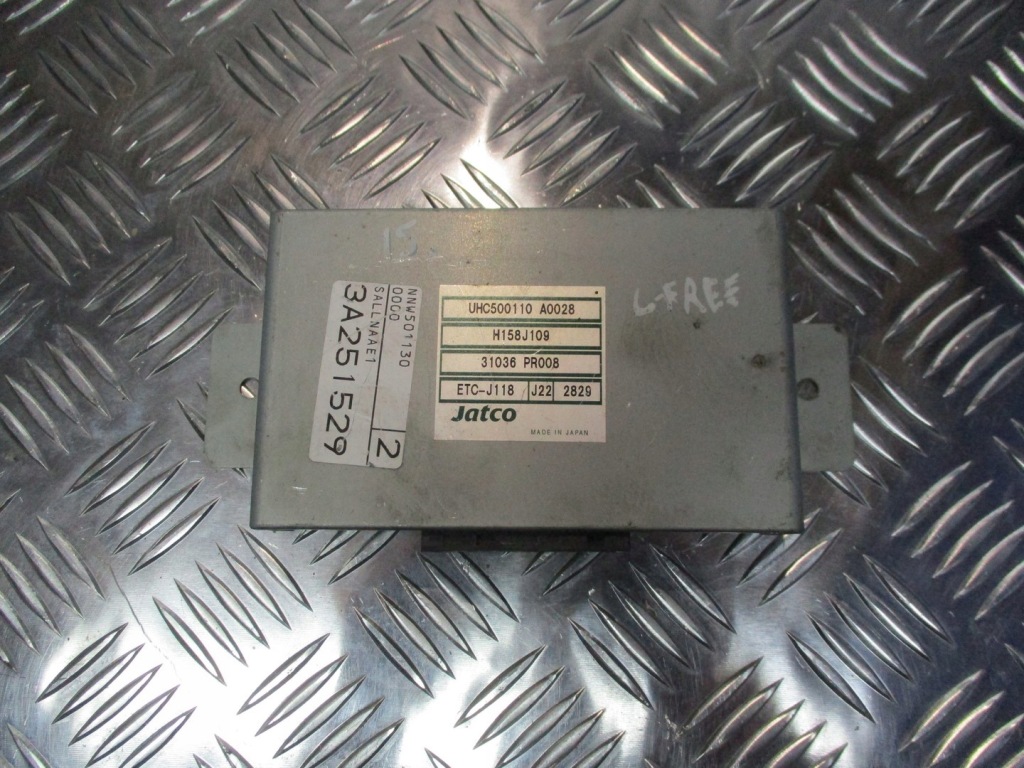 15
L-FREE
NNW501130
0000
SALLNAAE1
3A251529
2
UHC500110 A0028
H158J109
31036 PR008
ETC-J118 J22 2829
Jatco
MADE IN JAPAN